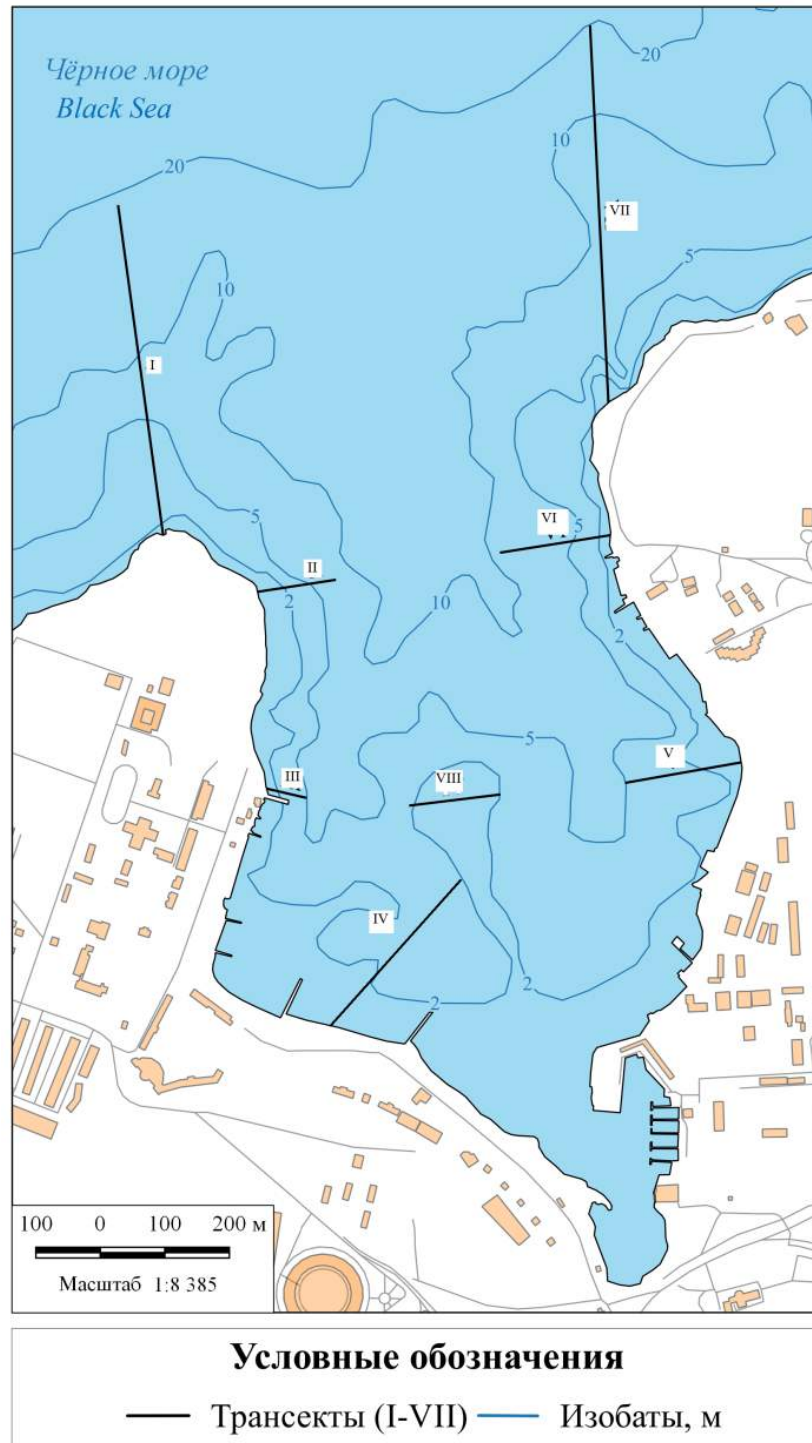 Чёрное море
Black Sea
20
20
10
VII
5
10
I
5
VI
5
II
2
10
2
5
V
III
VIII
IV
2
2
100 0 100 200 м
Масштаб 1:8 385
Условные обозначения
Трансекты (I-VII) Изобаты, м